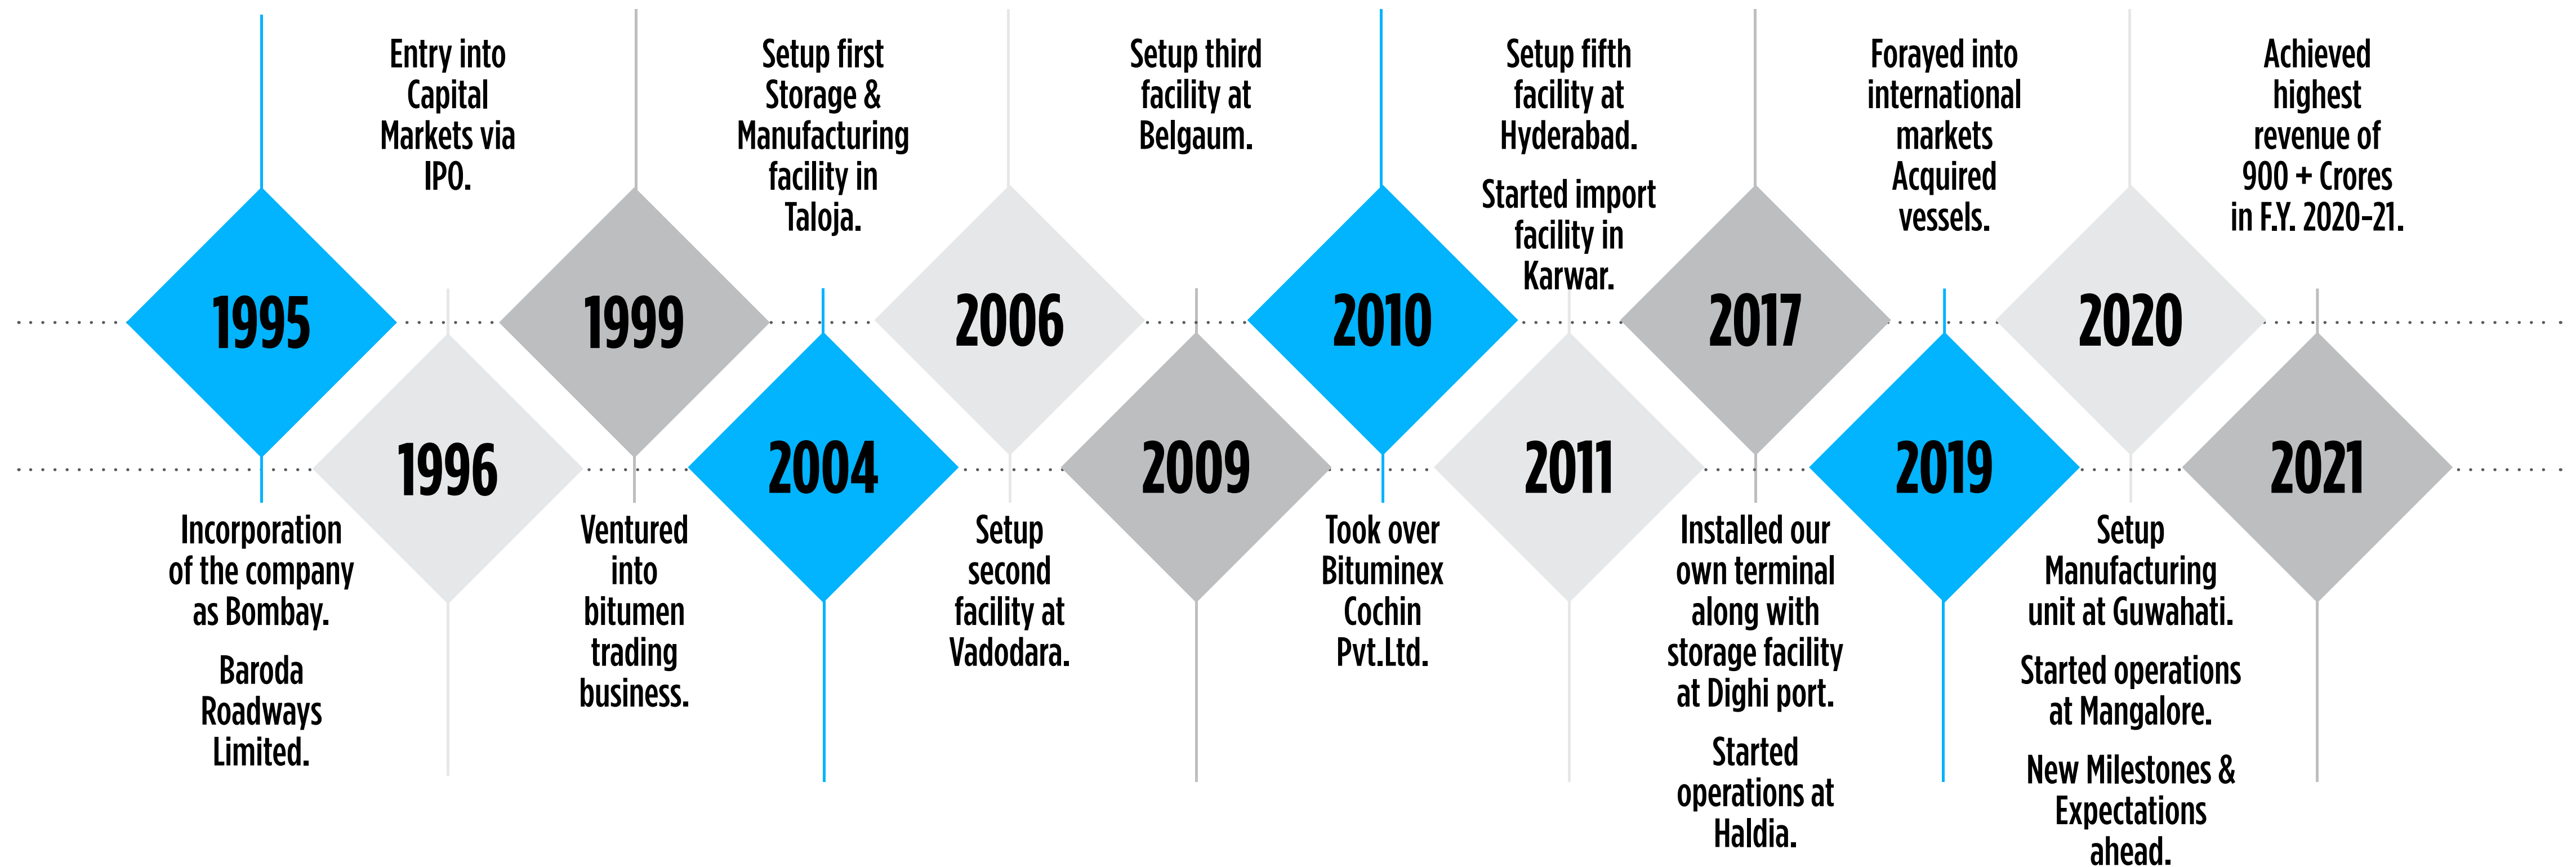 1995
Incorporation
of the company
as Bombay.
Baroda
Roadways
Limited.
Entry into
Capital
Markets via
IPO.
1996
1999
Ventured
into
bitumen
trading
business.
Setup first
Storage &
Manufacturing
facility in
Taloja.
2004
2006
Setup
second
facility at
Vadodara.
Setup third
facility at
Belgaum.
2009
2010
Took over
Bituminex
Cochin
Pvt.Ltd.
Setup fifth
facility at
Hyderabad.
Started import
facility in
Karwar.
2011
2017
Installed our
own terminal
along with
storage facility
at Dighi port.
Started
operations at
Haldia.
Forayed into
international
markets
Acquired
vessels.
2019
2020
Setup
Manufacturing
unit at Guwahati.
Started operations
at Mangalore.
New Milestones &
Expectations
ahead.
Achieved
highest
revenue of
900 + Crores
in F.Y. 2020-21.
2021